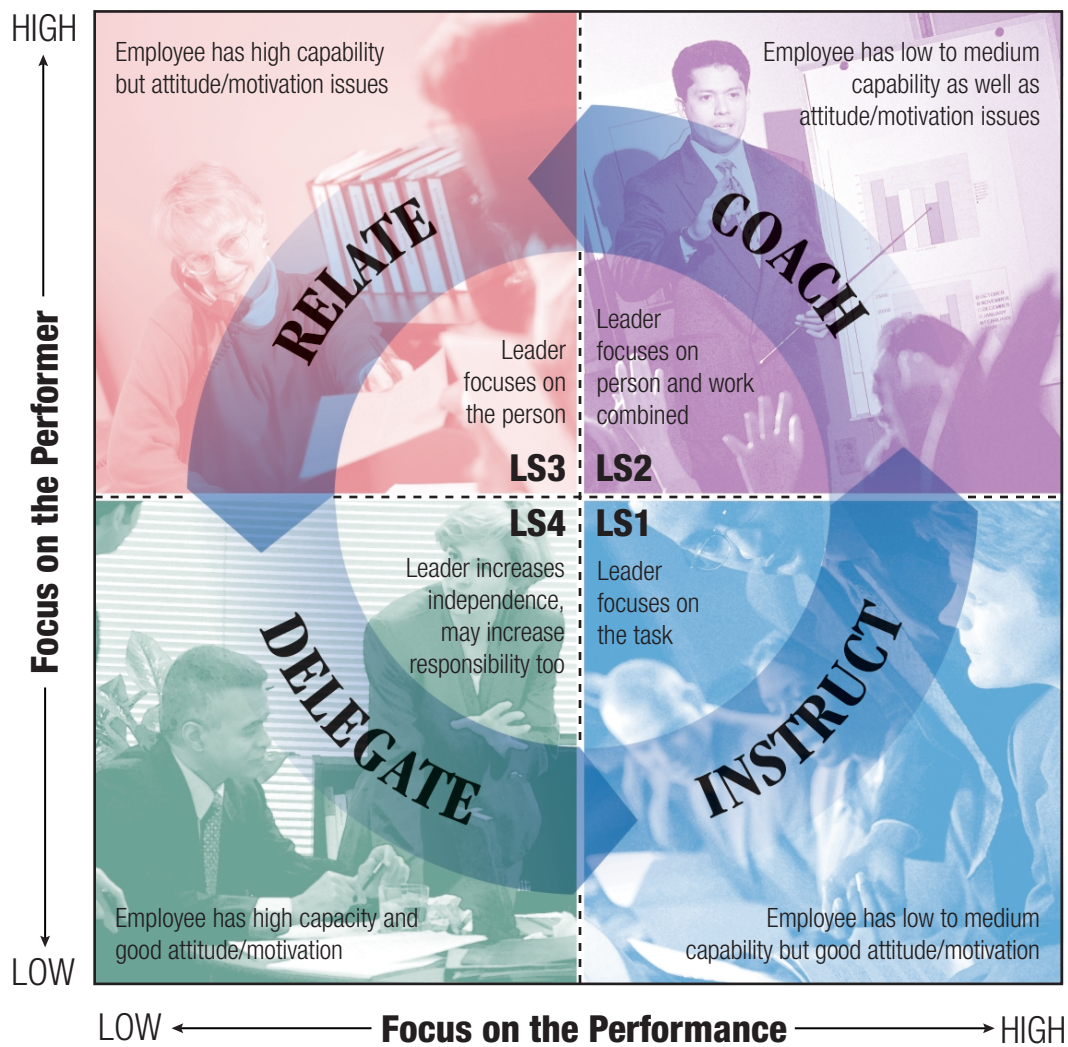 HIGH
Employee has high capability
but attitude/motivation issues
Employee has low to medium
capability as well as
attitude/motivation issues
RELATE
COACH
Leader
focuses on
the person
LS3
Leader
focuses on
person and work
combined
LS2
Focus on the Performer
LS4
Leader increases
independence,
may increase
responsibility too
LS1
Leader
focuses on
the task
DELEGATE
INSTRUCT
Employee has high capacity and
good attitude/motivation
Employee has low to medium
capability but good attitude/motivation
LOW
LOW
Focus on the Performance
HIGH